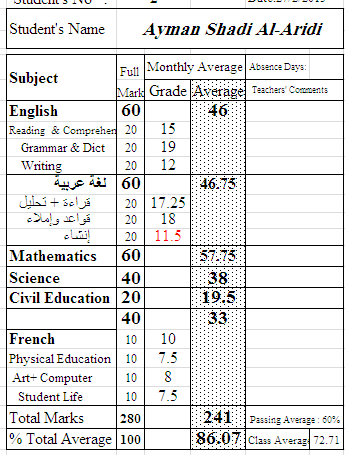 Student's No : 2 Date:27/2/2015
Student's Name Ayman Shadi Al-Aridi
Subject Full Mark Monthly Average Absence Days:
Grade Average Teachers' Comments
English 60 46
Reading & Comprehen 20 15
Grammar & Dict 20 19
Writing 20 12
لغة عربية 60 46.75
قراءة + تحليل 20 17.25
قواعد وإملاء 20 18
إنشاء 20 11.5
Mathematics 60 57.75
Science 40 38
Civil Education 20 19.5
40 33
French 10 10
Physical Education 10 7.5
Art+ Computer 10 8
Student Life 10 7.5
Total Marks 280 241 Passing Average : 60%
% Total Average 100 86.07 Class Average 72.71